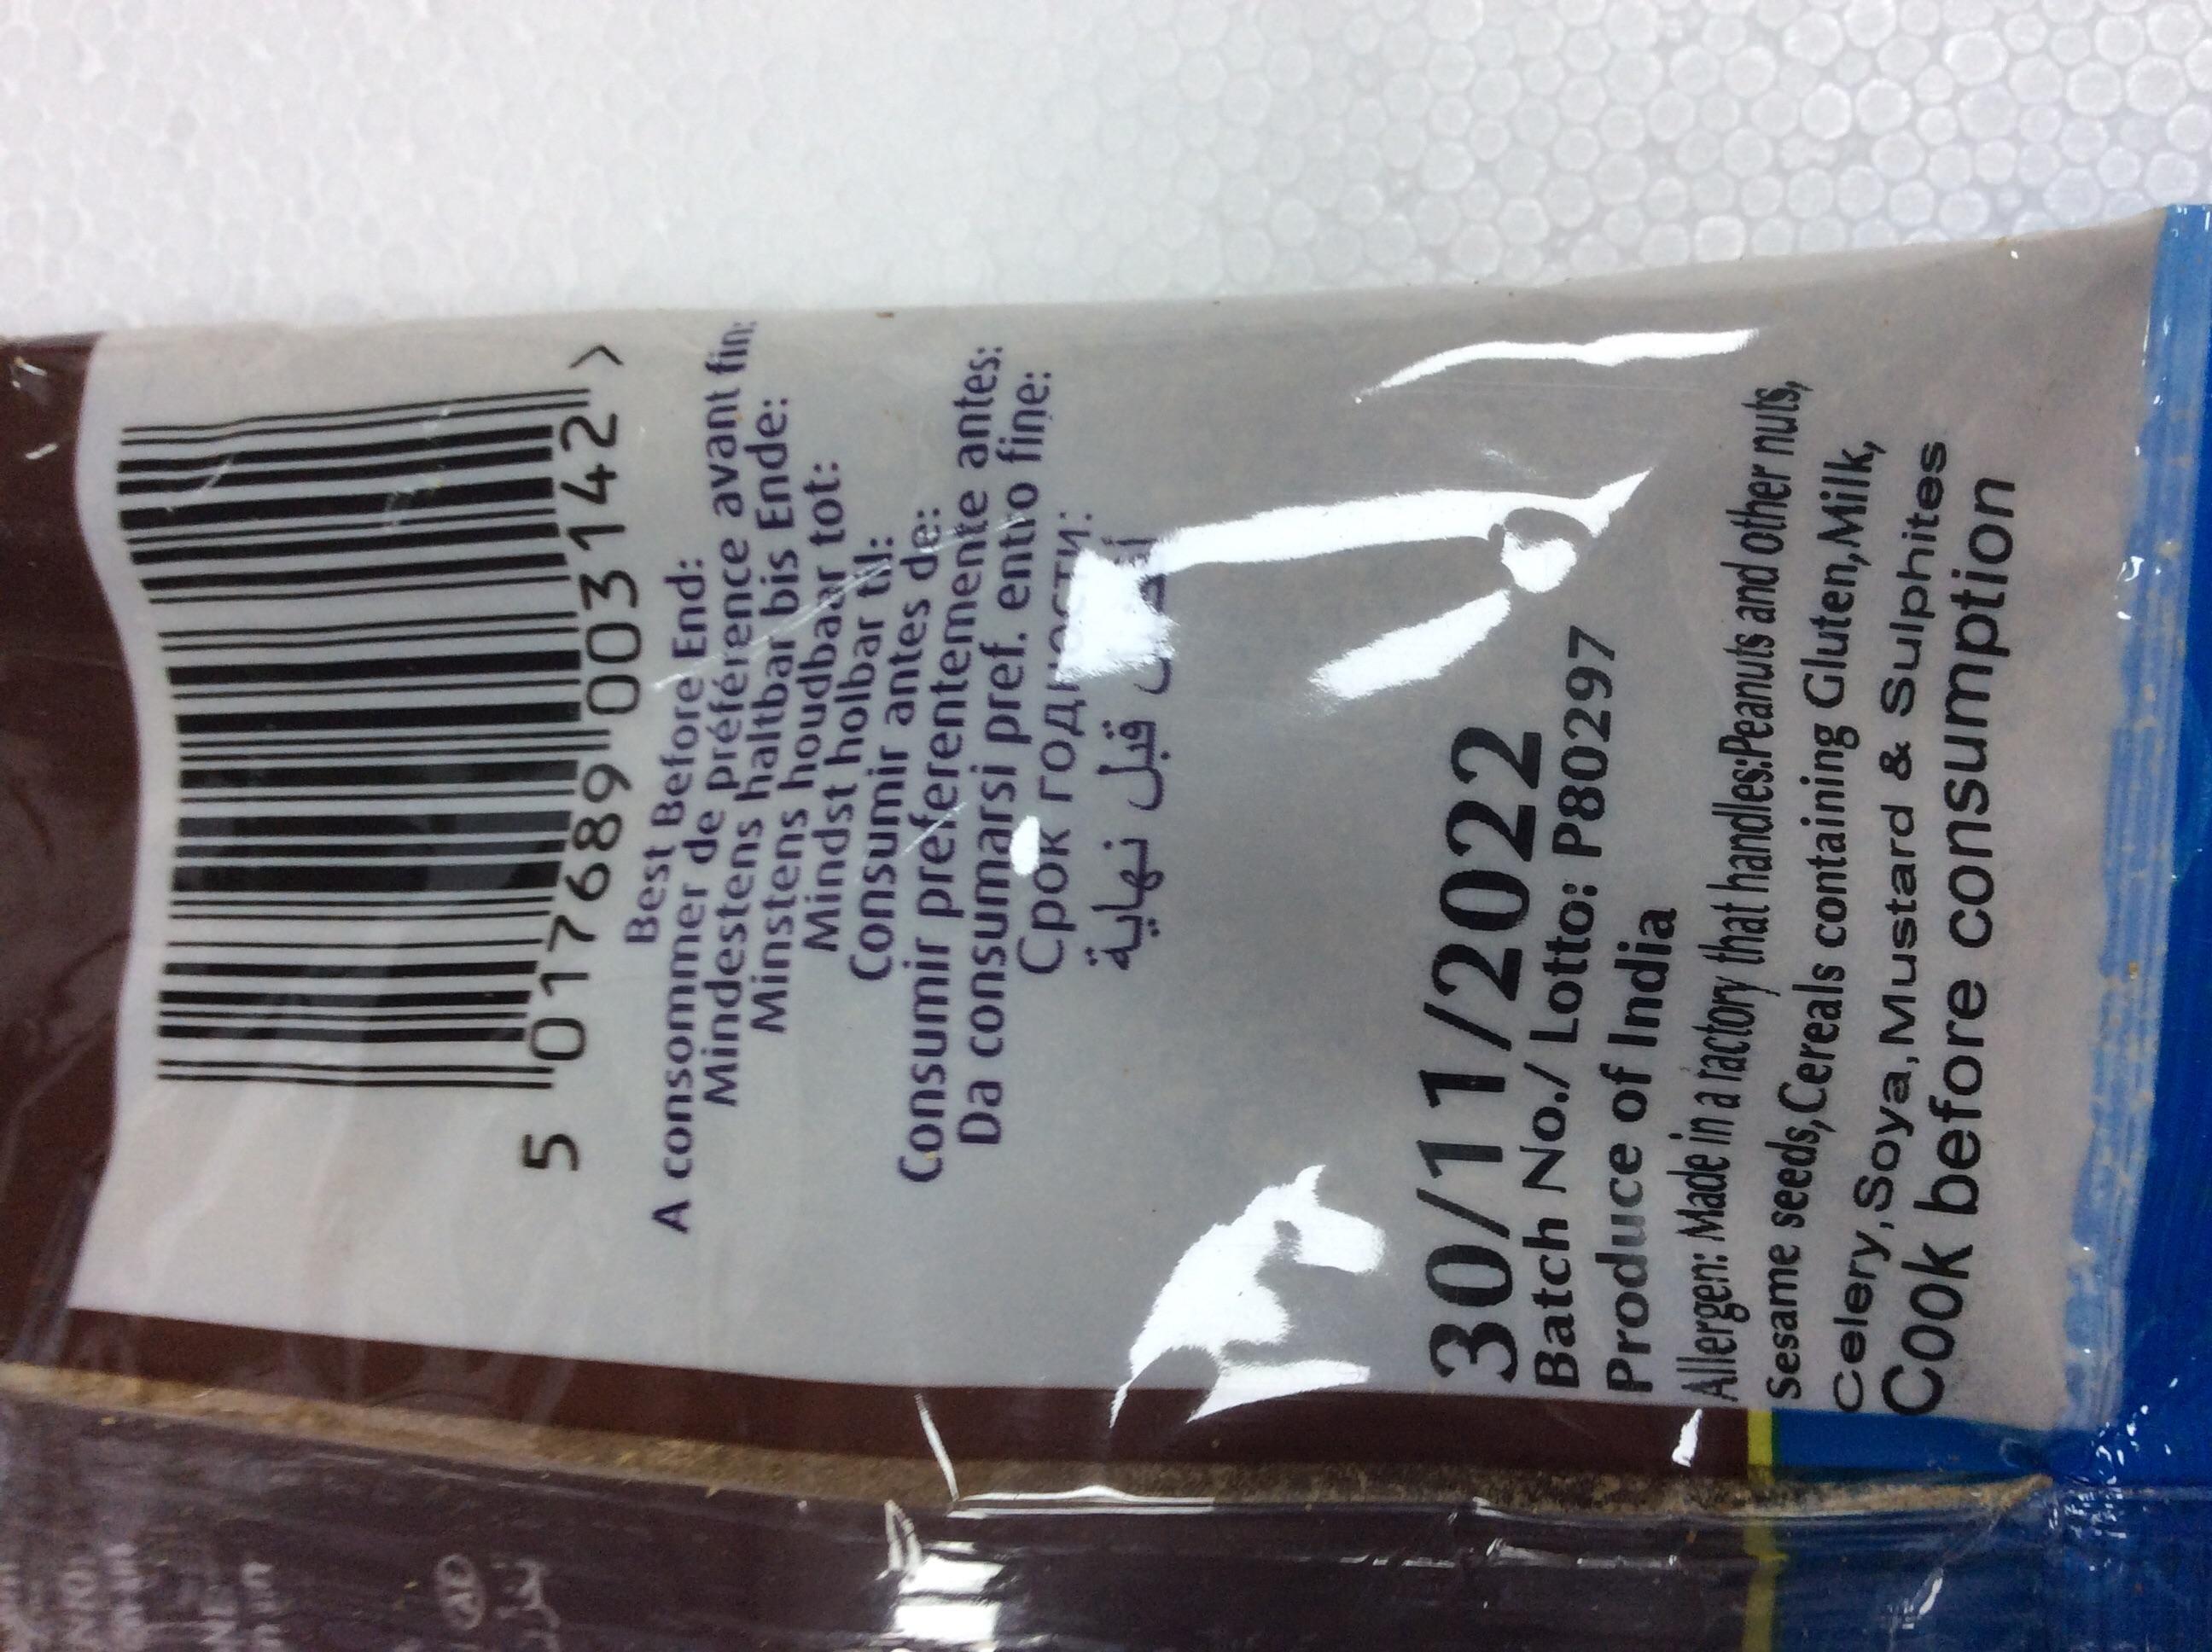 5 017689 003142 >
Best Before End:
A consommer de préférence avant fin:
Mindestens haltbar bis Ende:
Minstens houdbaar tot:
Mindst holbar til:
Consumir antes de:
Consumir preferentemente antes:
Da consumarsi pref. entro fine:
Срок годности:
قبل نهاية
30/11/2022
Batch No./ Lotto: P80297
Produce of India
Allergen: Made in a factory that handles:Peanuts and other nuts,
Sesame seeds,Cereals containing Gluten,Milk,
Celery,Soya,Mustard & Sulphites
Cook before consumption